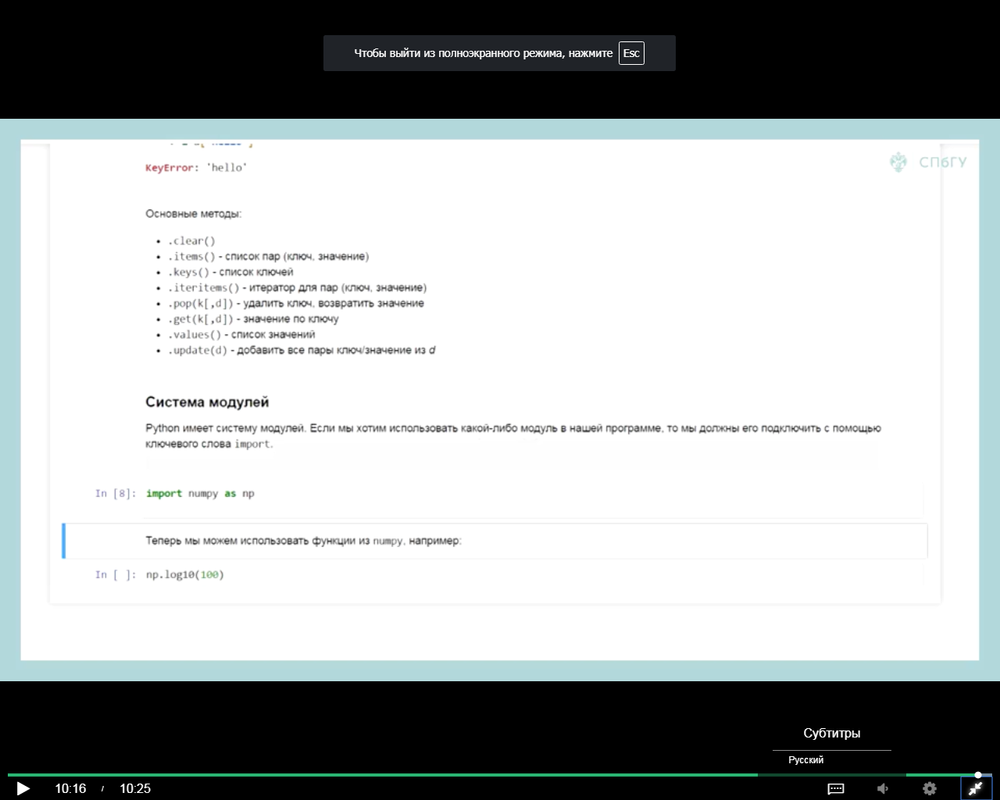 Чтобы выйти из полноэкранного режима, нажмите Esc
СПбГУ
KeyError: 'hello'
Основные методы:
• .clear()
• .items() - список пар (ключ, значение)
• .keys() - список ключей
• .iteritems() - итератор для пар (ключ, значение)
• .pop(k[,d]) - удалить ключ, возвратить значение
• .get(k[,d]) - значение по ключу
• .values() - список значений
• .update(d) - добавить все пары ключ/значение из d
Система модулей
Python имеет систему модулей. Если мы хотим использовать какой-либо модуль в нашей программе, то мы должны его подключить с помощью
ключевого слова import.
In [8]: import numpy as np
Теперь мы можем использовать функции из numpy, например:
In [ ]: np.log10(100)
Субтитры
Русский
10:16 / 10:25